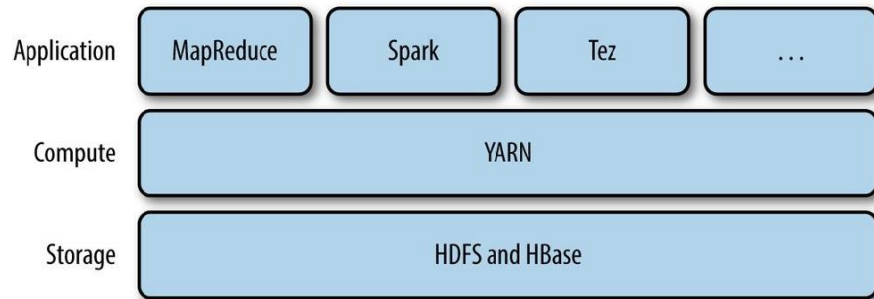 Application MapReduce Spark Tez ...
Compute YARN
Storage HDFS and HBase